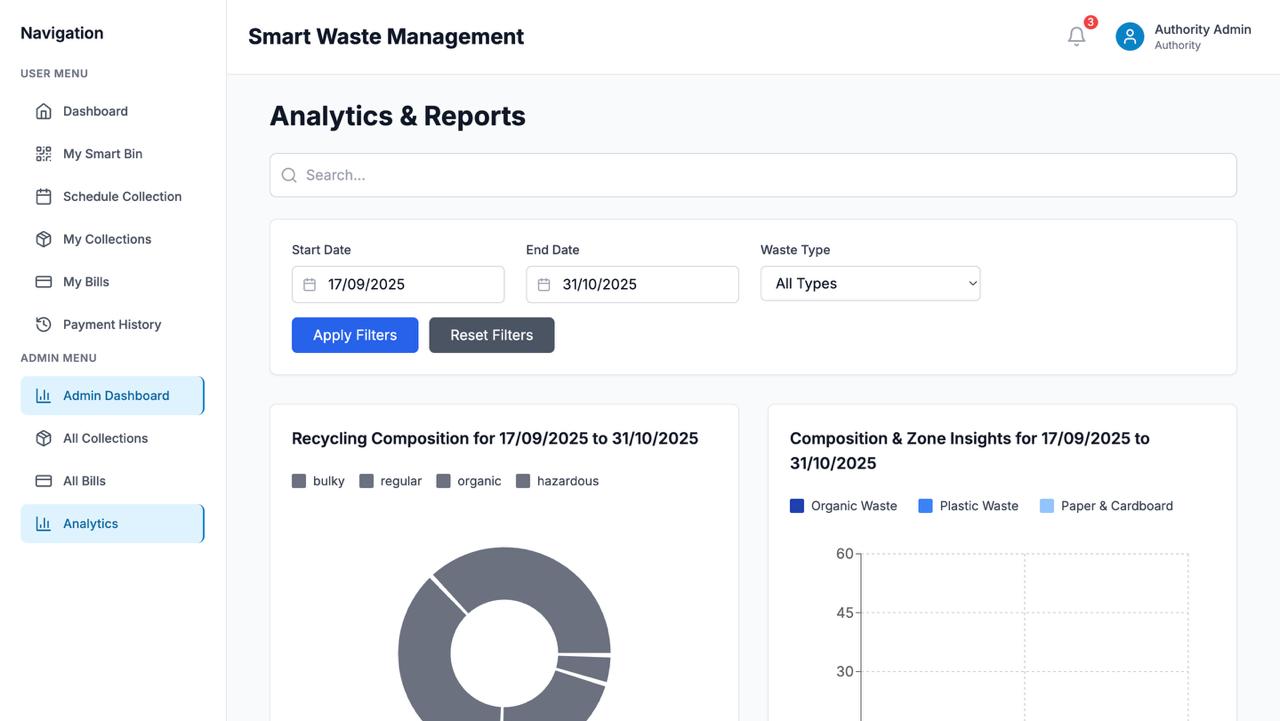 Navigation
USER MENU
Dashboard
My Smart Bin
Schedule Collection
My Collections
My Bills
Payment History
ADMIN MENU
Admin Dashboard
All Collections
All Bills
Analytics
Smart Waste Management
3
Authority Admin
Authority
Analytics & Reports
Search...
Start Date
17/09/2025
End Date
31/10/2025
Waste Type
All Types
Apply Filters
Reset Filters
Recycling Composition for 17/09/2025 to 31/10/2025
bulky
regular
organic
hazardous
Composition & Zone Insights for 17/09/2025 to
31/10/2025
Organic Waste
Plastic Waste
Paper & Cardboard
60
45
30